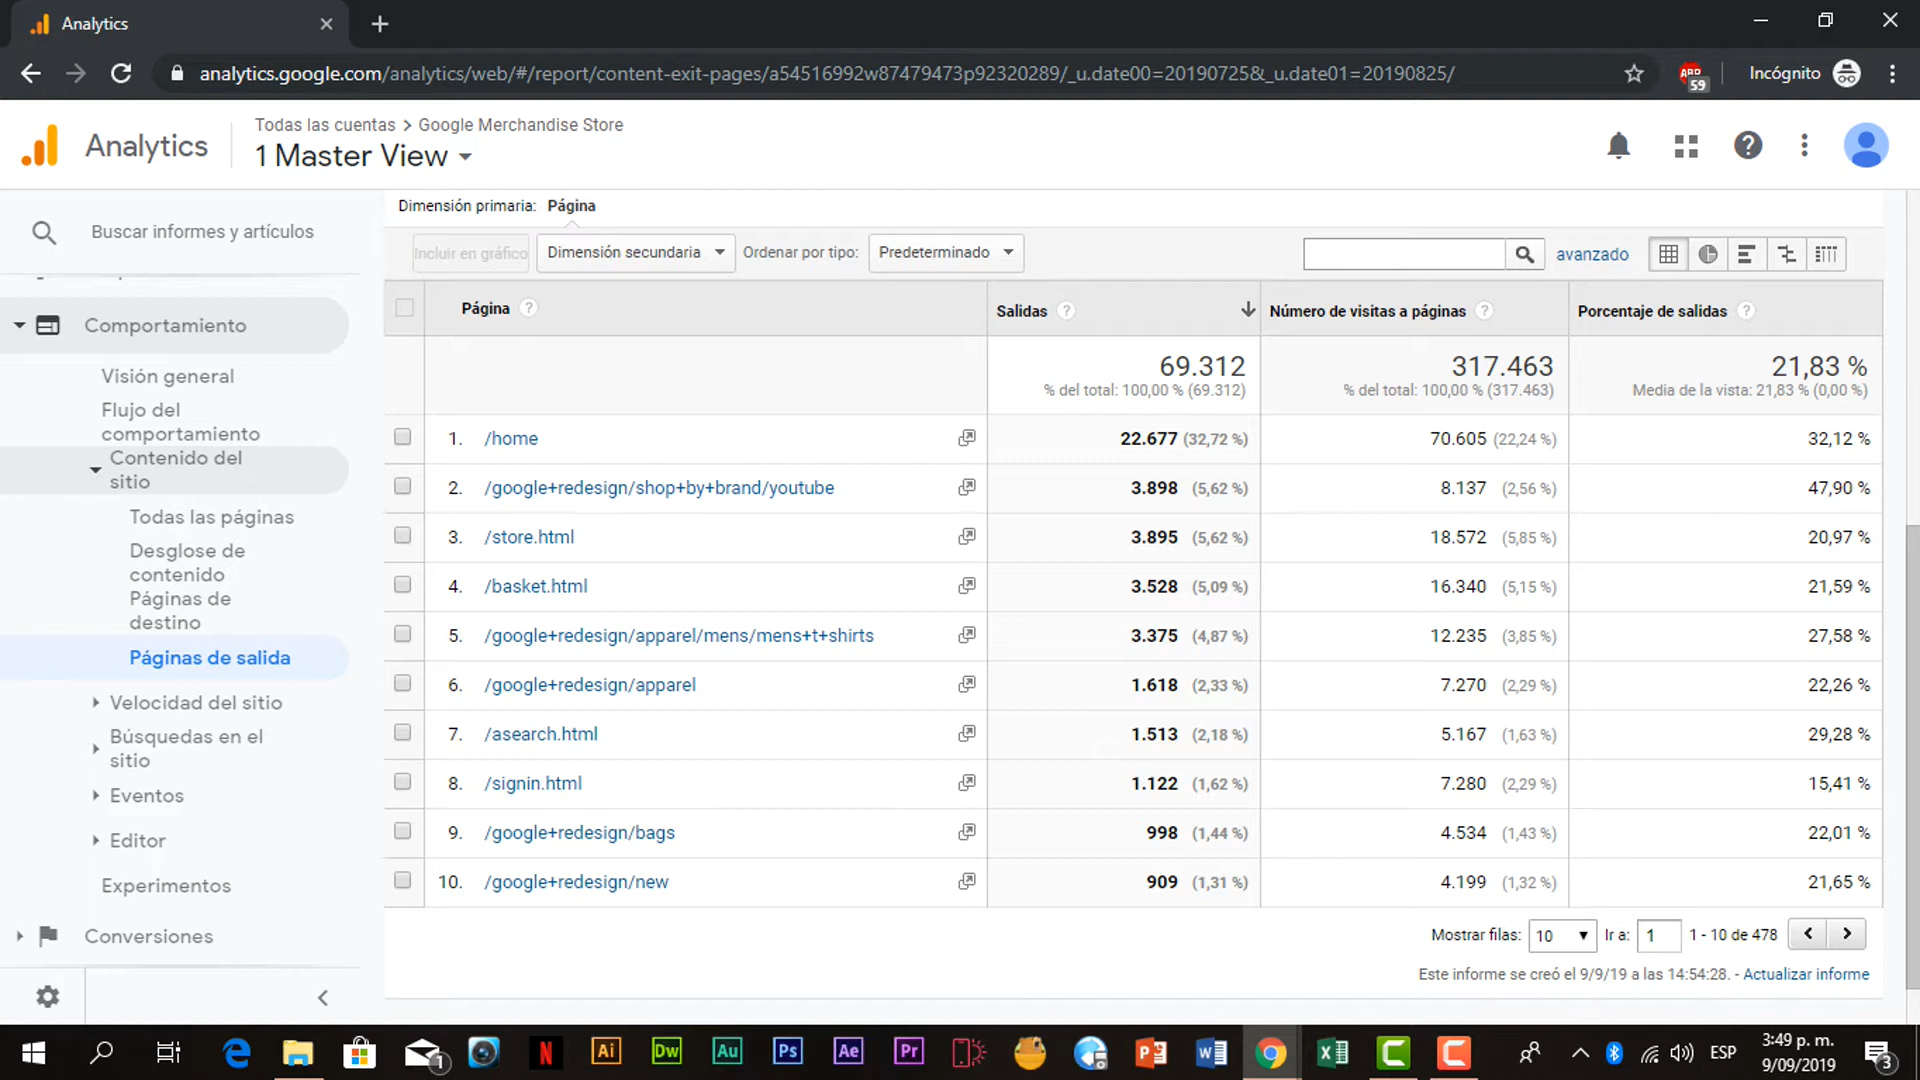 Analytics
analytics.google.com/analytics/web/#/report/content-exit-pages/a54516992w87479473p92320289/_u.date00=20190725&_u.date01=20190825/
ABP
59
Incógnito
Analytics
Todas las cuentas > Google Merchandise Store
1 Master View
Buscar informes y artículos
Comportamiento
Visión general
Flujo del
comportamiento
Contenido del
sitio
Todas las páginas
Desglose de
contenido
Páginas de
destino
Páginas de salida
Velocidad del sitio
Búsquedas en el
sitio
Eventos
Editor
Experimentos
Conversiones
Dimensión primaria: Página
Incluir en gráfico
Dimensión secundaria
Ordenar por tipo:
Predeterminado
avanzado
Página ? Salidas ? Número de visitas a páginas ? Porcentaje de salidas ?
69.312 317.463 21,83 %
% del total: 100,00 % (69.312) % del total: 100,00 % (317.463) Media de la vista: 21,83 % (0,00 %)
1. /home 22.677 (32,72 %) 70.605 (22,24 %) 32,12 %
2. /google+redesign/shop+by+brand/youtube 3.898 (5,62 %) 8.137 (2,56 %) 47,90 %
3. /store.html 3.895 (5,62 %) 18.572 (5,85 %) 20,97 %
4. /basket.html 3.528 (5,09 %) 16.340 (5,15 %) 21,59 %
5. /google+redesign/apparel/mens/mens+t+shirts 3.375 (4,87 %) 12.235 (3,85 %) 27,58 %
6. /google+redesign/apparel 1.618 (2,33 %) 7.270 (2,29 %) 22,26 %
7. /asearch.html 1.513 (2,18 %) 5.167 (1,63 %) 29,28 %
8. /signin.html 1.122 (1,62 %) 7.280 (2,29 %) 15,41 %
9. /google+redesign/bags 998 (1,44 %) 4.534 (1,43 %) 22,01 %
10. /google+redesign/new 909 (1,31 %) 4.199 (1,32 %) 21,65 %
Mostrar filas: 10 Ir a: 1 1 - 10 de 478
Este informe se creó el 9/9/19 a las 14:54:28. - Actualizar informe
1
N
Ai
Dw
Au
Ps
Ae
Pr
ESP
3:49 p. m.
9/09/2019
3